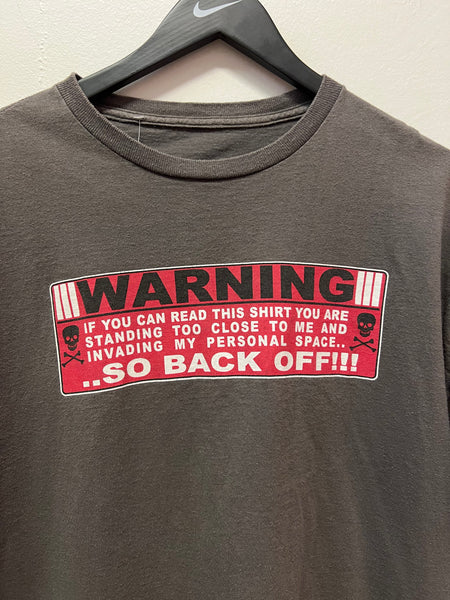 WARNING
IF YOU CAN READ THIS SHIRT YOU ARE
STANDING TOO CLOSE TO ME AND
INVADING MY PERSONAL SPACE..
..SO BACK OFF!!!